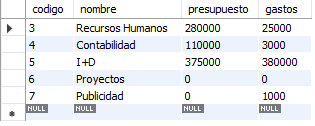 codigo nombre presupuesto gastos
3 Recursos Humanos 280000 25000
4 Contabilidad 110000 3000
5 I+D 375000 380000
6 Proyectos 0 0
7 Publicidad 0 1000
NULL NULL NULL NULL